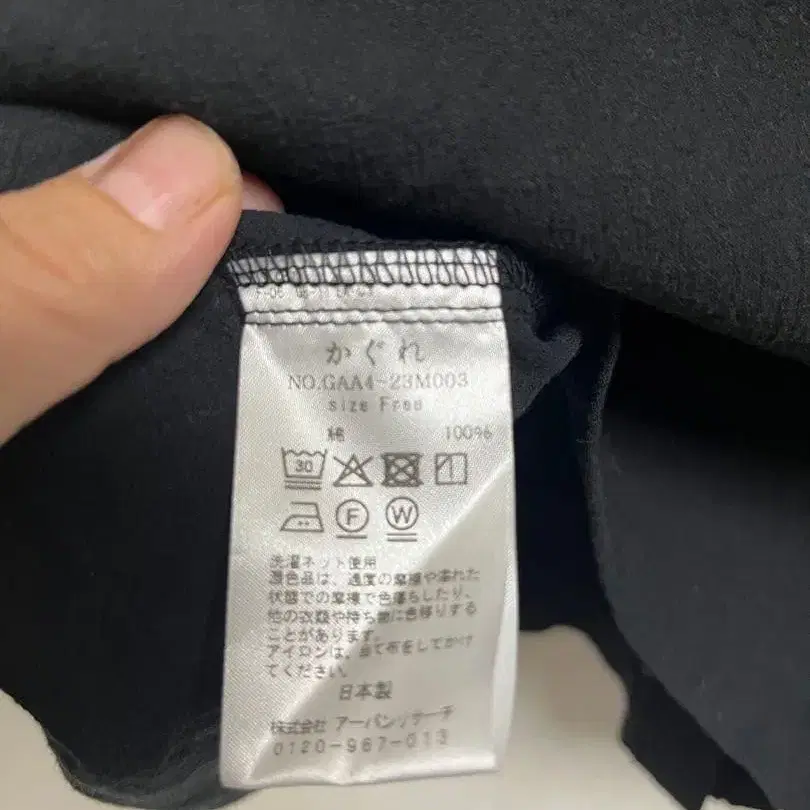 かぐれ
NO.GAA4-23M003
size Free
綿 100%
30
F W
洗濯ネット使用
濃色品は、過度の摩擦や濡れた
状態での摩擦で色落ちしたり、
他の衣類や持ち物に色移りする
ことがあります。
アイロンは、当て布をしてかけ
てください。
日本製
株式会社 アーバンリサーチ
0120-967-013